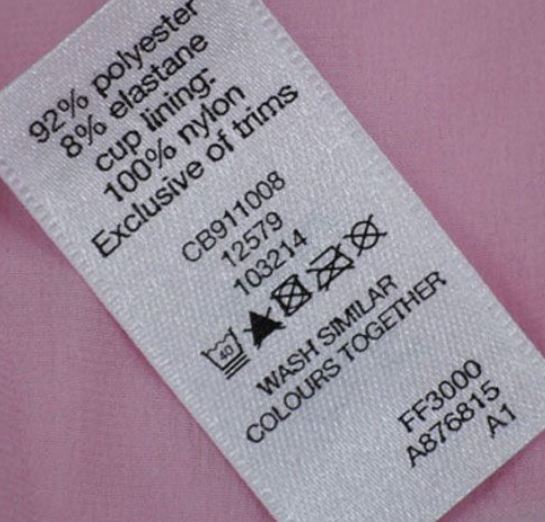 92% polyester
8% elastane
cup lining:
100% nylon
Exclusive of trims
CB911008
12579
103214
40
WASH SIMILAR
COLOURS TOGETHER
FF3000
A876815
A1